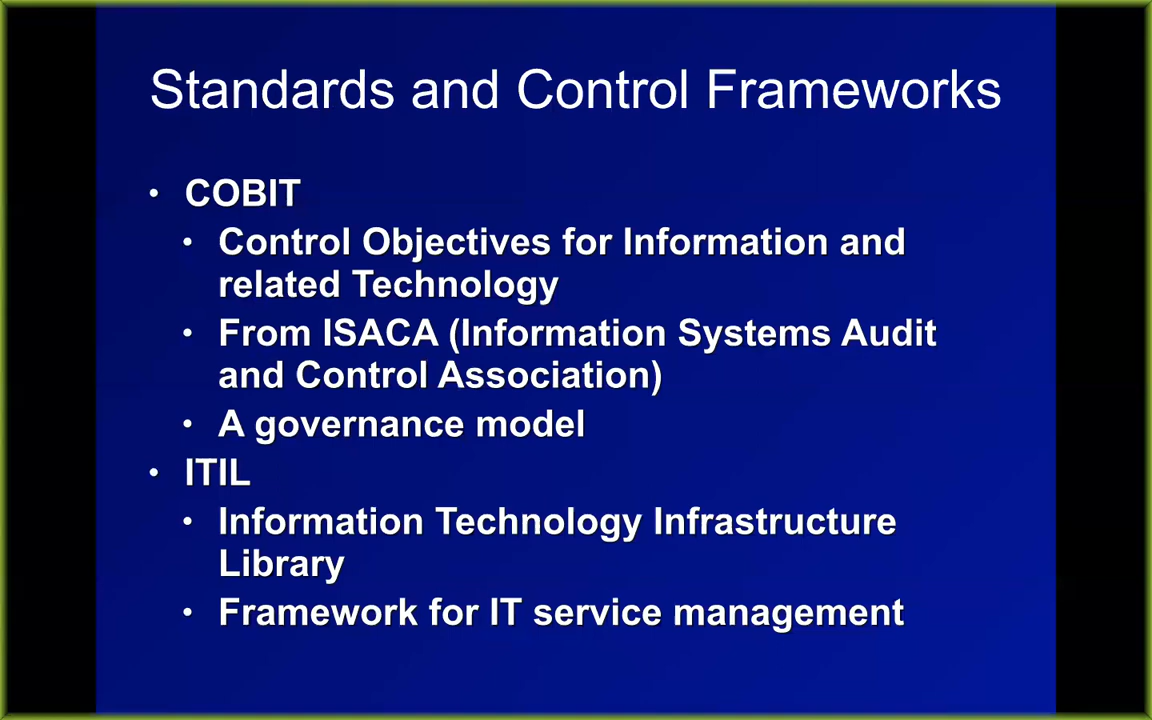 Standards and Control Frameworks
• COBIT
• Control Objectives for Information and
related Technology
• From ISACA (Information Systems Audit
and Control Association)
• A governance model
• ITIL
• Information Technology Infrastructure
Library
• Framework for IT service management